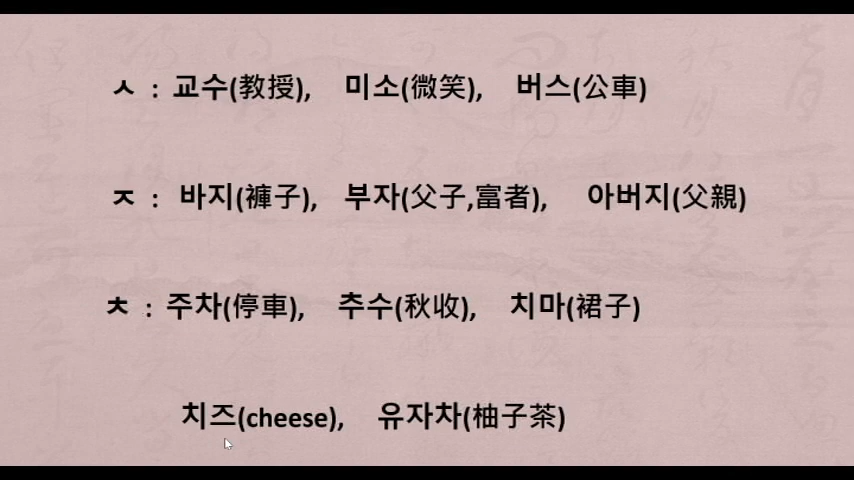 ㅅ : 교수(教授), 미소(微笑), 버스(公車)
ㅈ : 바지(褲子), 부자(父子,富者), 아버지(父親)
ㅊ : 주차(停車), 추수(秋收), 치마(裙子)
치즈(cheese), 유자차(柚子茶)